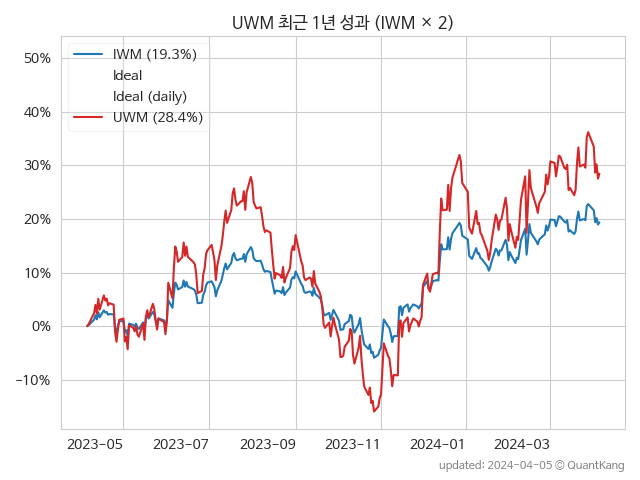 UWM 최근 1년 성과 (IWM × 2)
50%
40%
30%
20%
10%
0%
−10%
IWM (19.3%)
Ideal
Ideal (daily)
UWM (28.4%)
2023-05
2023-07
2023-09
2023-11
2024-01
2024-03
updated: 2024-04-05 © QuantKang